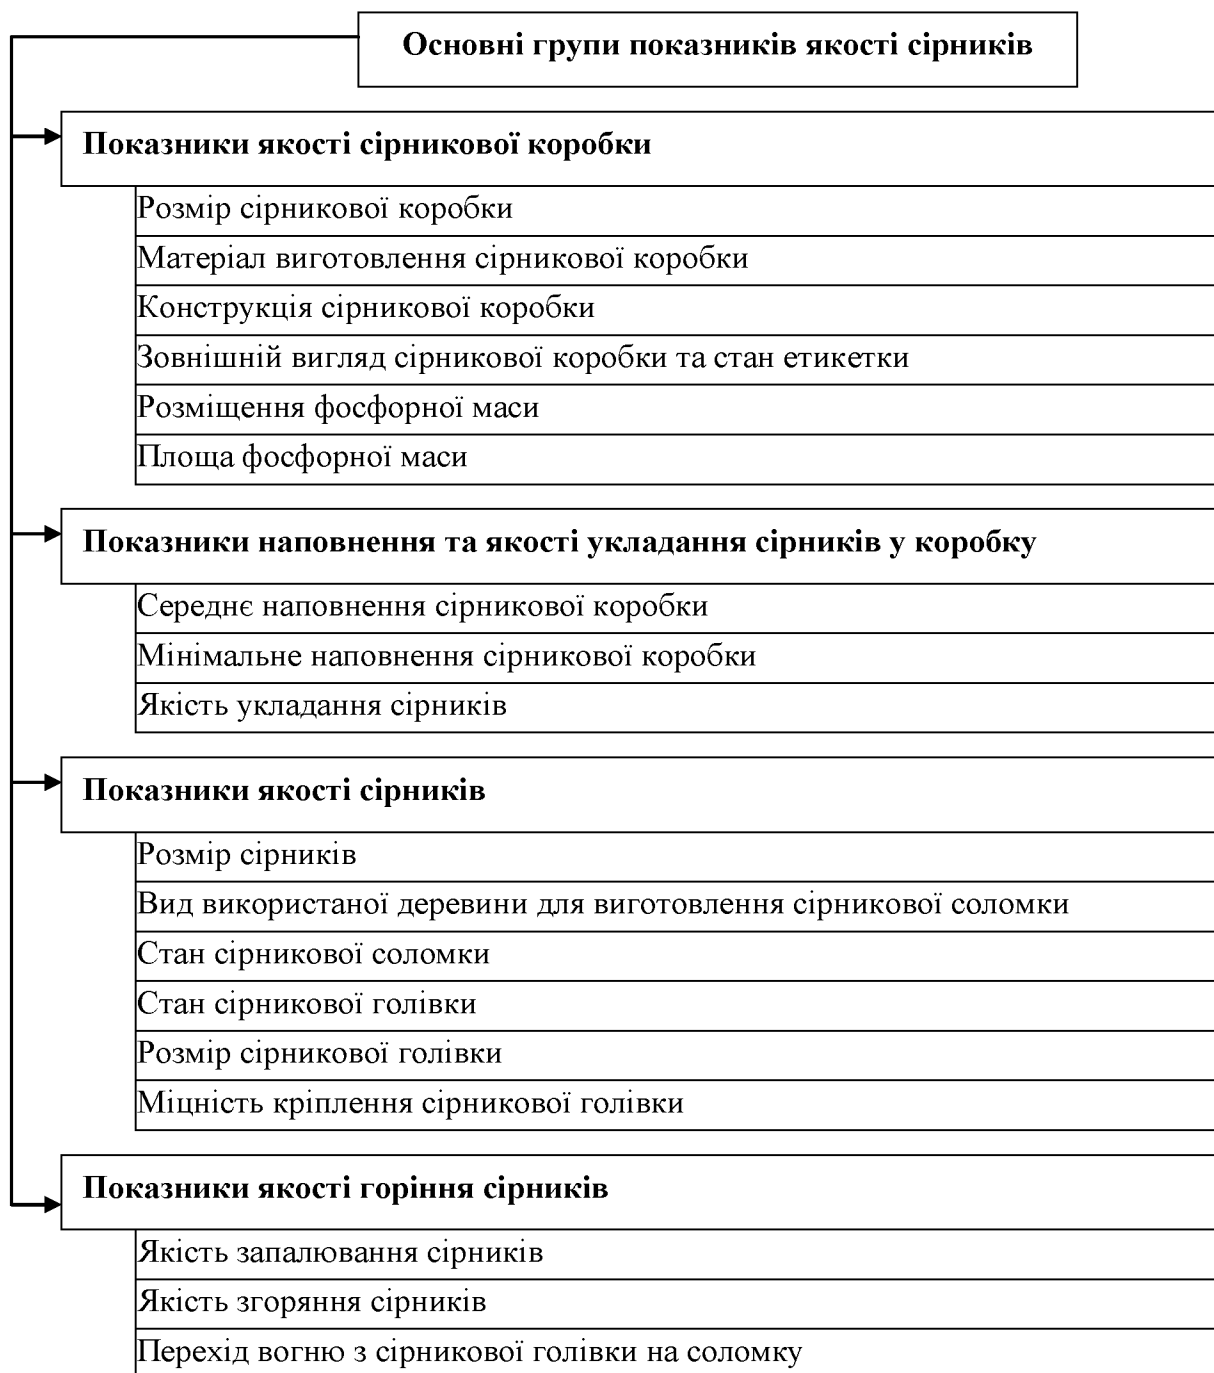 Основні групи показників якості сірників
Показники якості сірникової коробки
Розмір сірникової коробки
Матеріал виготовлення сірникової коробки
Конструкція сірникової коробки
Зовнішній вигляд сірникової коробки та стан етикетки
Розміщення фосфорної маси
Площа фосфорної маси
Показники наповнення та якості укладання сірників у коробку
Середнє наповнення сірникової коробки
Мінімальне наповнення сірникової коробки
Якість укладання сірників
Показники якості сірників
Розмір сірників
Вид використаної деревини для виготовлення сірникової соломки
Стан сірникової соломки
Стан сірникової голівки
Розмір сірникової голівки
Міцність кріплення сірникової голівки
Показники якості горіння сірників
Якість запалювання сірників
Якість згоряння сірників
Перехід вогню з сірникової голівки на соломку